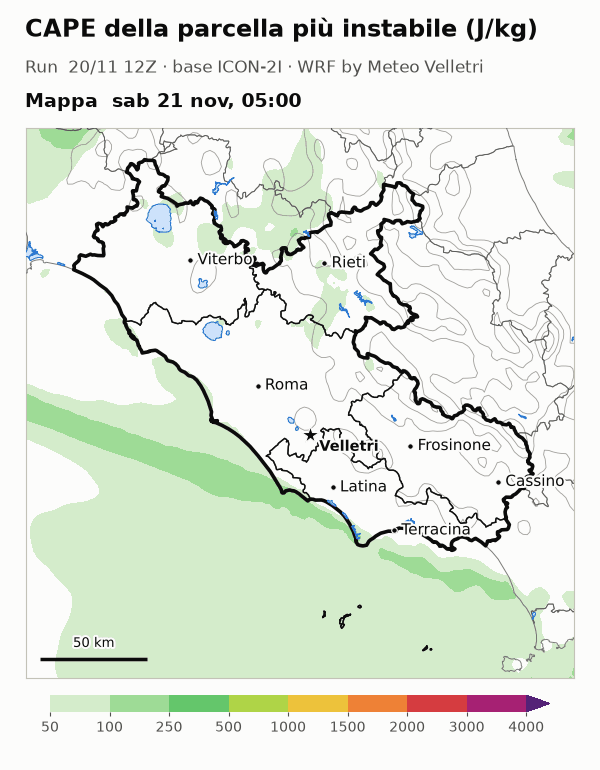 CAPE della parcella più instabile (J/kg)
Run  20/11 12Z · base ICON-2I · WRF by Meteo Velletri
Mappa  sab 21 nov, 05:00
Viterbo
Rieti
Roma
Velletri
Frosinone
Cassino
Latina
Terracina
50 km
50 100 250 500 1000 1500 2000 3000 4000